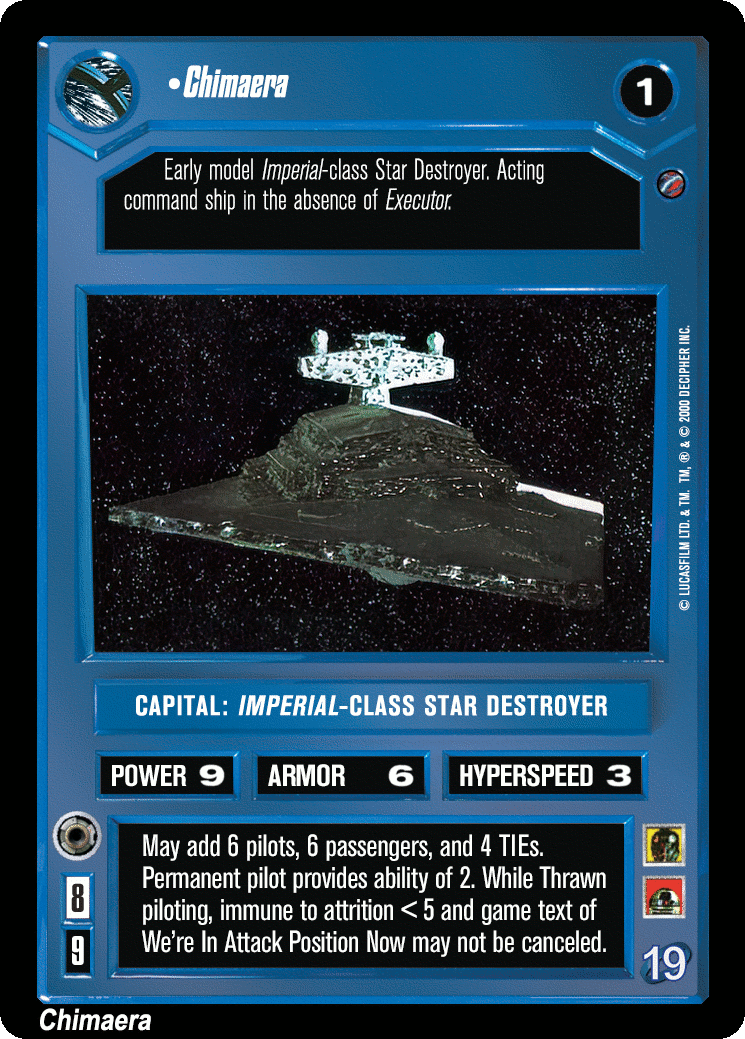 •Chimaera
1
Early model Imperial-class Star Destroyer. Acting
command ship in the absence of Executor.
© LUCASFILM LTD. & TM. TM, ® & © 2000 DECIPHER INC.
CAPITAL: IMPERIAL-CLASS STAR DESTROYER
POWER 9
ARMOR 6
HYPERSPEED 3
May add 6 pilots, 6 passengers, and 4 TIEs.
Permanent pilot provides ability of 2. While Thrawn
piloting, immune to attrition < 5 and game text of
We're In Attack Position Now may not be canceled.
8
9
19
Chimaera